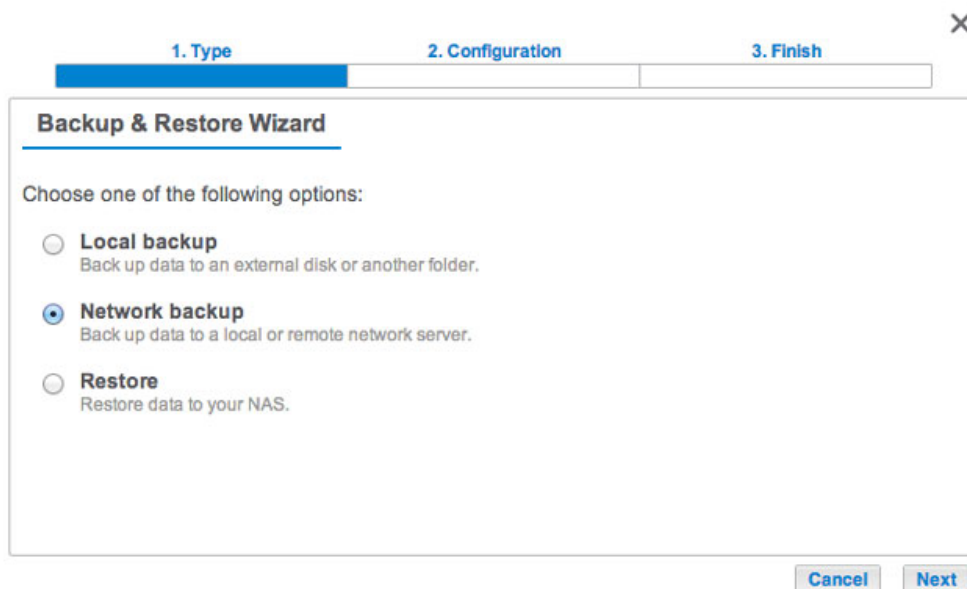 1. Type 2. Configuration 3. Finish
Backup & Restore Wizard
Choose one of the following options:
Local backup
Back up data to an external disk or another folder.
Network backup
Back up data to a local or remote network server.
Restore
Restore data to your NAS.
Cancel Next